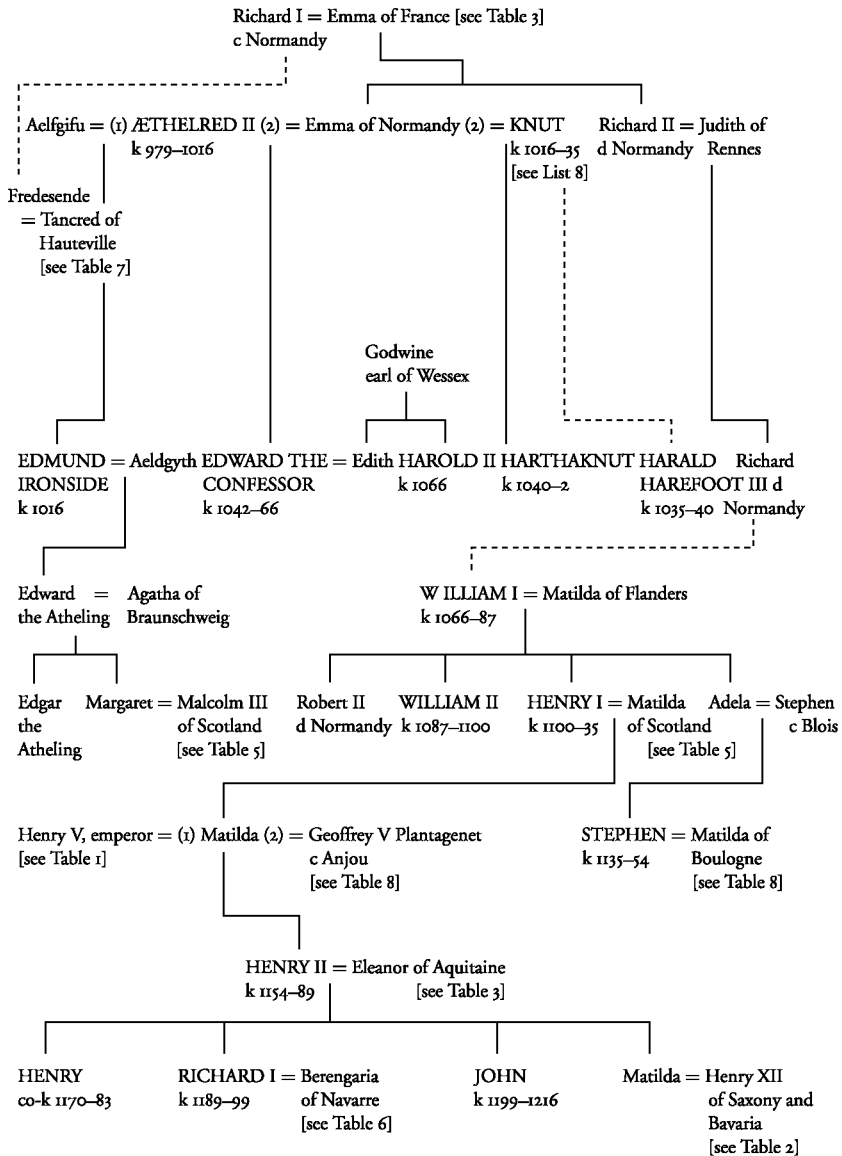 Richard I = Emma of France [see Table 3]
c Normandy
Aelfgifu = (1) ÆTHELRED II (2) = Emma of Normandy (2) = KNUT Richard II = Judith of
k 979–1016 k 1016–35 d Normandy Rennes
[see List 8]
Fredesende
= Tancred of
Hauteville
[see Table 7]
Godwine
earl of Wessex
EDMUND = Aeldgyth EDWARD THE = Edith HAROLD II HARTHAKNUT HARALD Richard
IRONSIDE CONFESSOR k 1066 k 1040–2 HAREFOOT III d
k 1016 k 1042–66 k 1035–40 Normandy
Edward = Agatha of W ILLIAM I = Matilda of Flanders
the Atheling Braunschweig k 1066–87
Edgar Margaret = Malcolm III Robert II WILLIAM II HENRY I = Matilda Adela = Stephen
the of Scotland d Normandy k 1087–1100 k 1100–35 of Scotland c Blois
Atheling [see Table 5] [see Table 5]
Henry V, emperor = (1) Matilda (2) = Geoffrey V Plantagenet STEPHEN = Matilda of
[see Table 1] c Anjou k 1135–54 Boulogne
[see Table 8] [see Table 8]
HENRY II = Eleanor of Aquitaine
k 1154–89 [see Table 3]
HENRY RICHARD I = Berengaria JOHN Matilda = Henry XII
co-k 1170–83 k 1189–99 of Navarre k 1199–1216 of Saxony and
[see Table 6] Bavaria
[see Table 2]